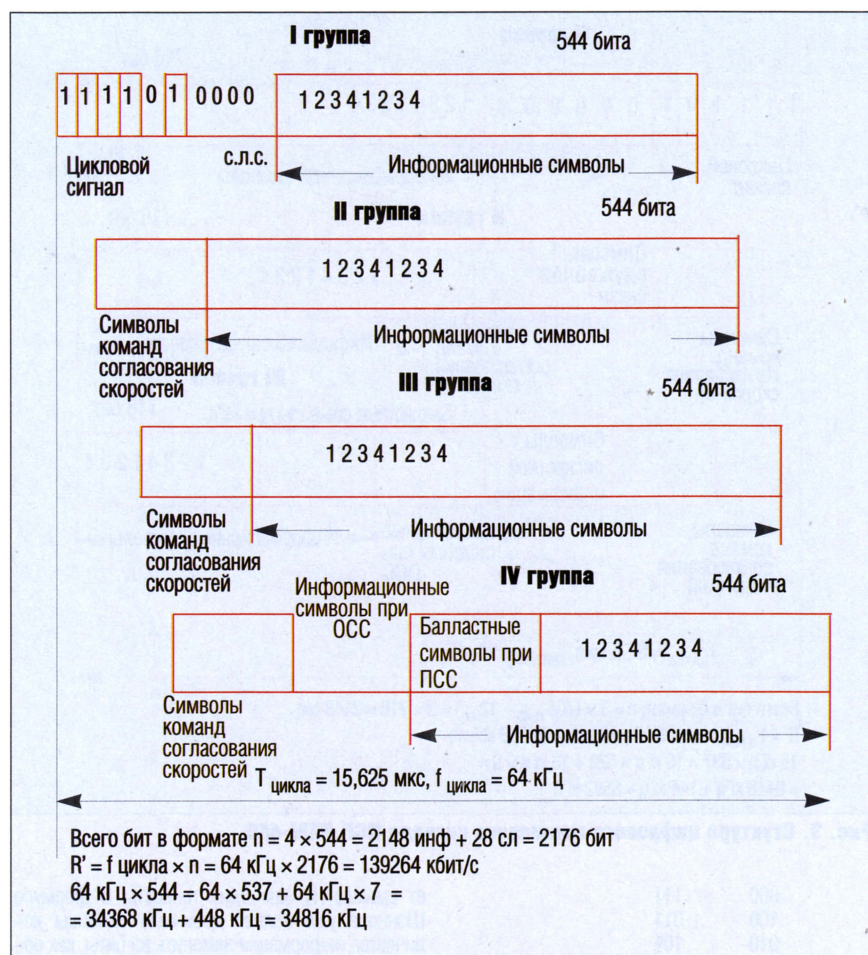 I группа
544 бита
1 1 1 1 0 1 0 0 0 0
1 2 3 4 1 2 3 4
Цикловой
сигнал
с.л.с.
Информационные символы
II группа
544 бита
1 2 3 4 1 2 3 4
Символы
команд
согласования
скоростей
Информационные символы
III группа
544 бита
1 2 3 4 1 2 3 4
Символы
команд
согласования
скоростей
Информационные символы
IV группа
544 бита
Информационные
символы при
ОСС
Балластные
символы при
ПСС
1 2 3 4 1 2 3 4
Символы
команд
согласования
скоростей
Информационные символы
T цикла = 15,625 мкс, f цикла = 64 кГц
Всего бит в формате n = 4 × 544 = 2148 инф + 28 сл = 2176 бит
R' = f цикла × n = 64 кГц × 2176 = 139264 кбит/с
64 кГц × 544 = 64 × 537 + 64 кГц × 7 =
= 34368 кГц + 448 кГц = 34816 кГц